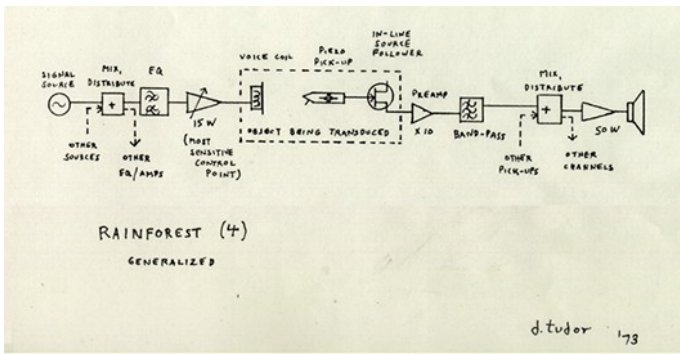 SIGNAL
SOURCE
MIX,
DISTRIBUTE
+
OTHER
SOURCES
OTHER
EQ/AMPS
EQ
15 W
(MOST
SENSITIVE
CONTROL
POINT)
VOICE COIL
PIEZO
PICK-UP
IN-LINE
SOURCE
FOLLOWER
OBJECT BEING TRANSDUCED
PREAMP
X10
BAND-PASS
MIX,
DISTRIBUTE
+
OTHER
PICK-UPS
OTHER
CHANNELS
50 W
RAINFOREST (4)
GENERALIZED
d. tudor '73